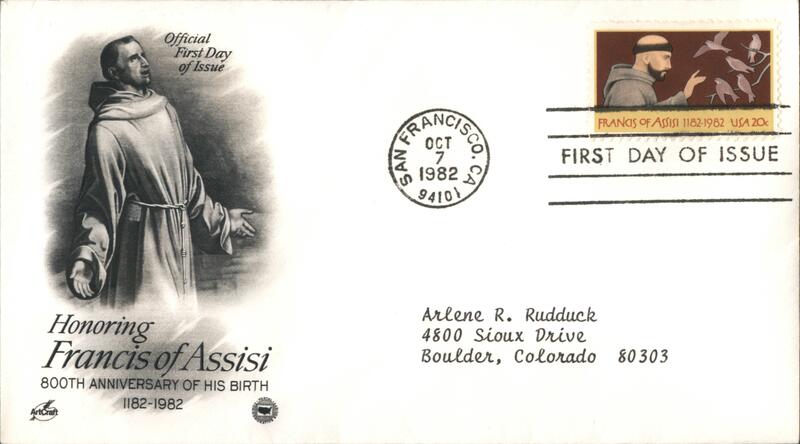 Official
First Day
of Issue
FRANCIS OF ASSISI 1182·1982 USA 20c
SAN FRANCISCO, CA
OCT
7
1982
94101
FIRST DAY OF ISSUE
Arlene R. Rudduck
4800 Sioux Drive
Boulder, Colorado 80303
Honoring
Francis of Assisi
800TH ANNIVERSARY OF HIS BIRTH
1182-1982
ArtCraft